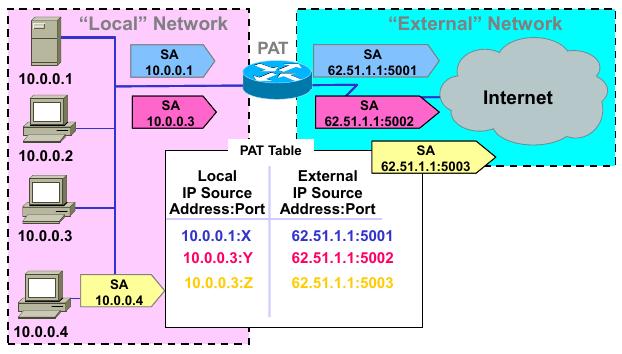 “Local” Network
“External” Network
PAT
SA
10.0.0.1
SA
62.51.1.1:5001
10.0.0.1
SA
10.0.0.3
SA
62.51.1.1:5002
Internet
10.0.0.2
SA
62.51.1.1:5003
PAT Table
Local
IP Source
Address:Port
External
IP Source
Address:Port
10.0.0.1:X
62.51.1.1:5001
10.0.0.3:Y
62.51.1.1:5002
10.0.0.3:Z
62.51.1.1:5003
10.0.0.3
SA
10.0.0.4
10.0.0.4